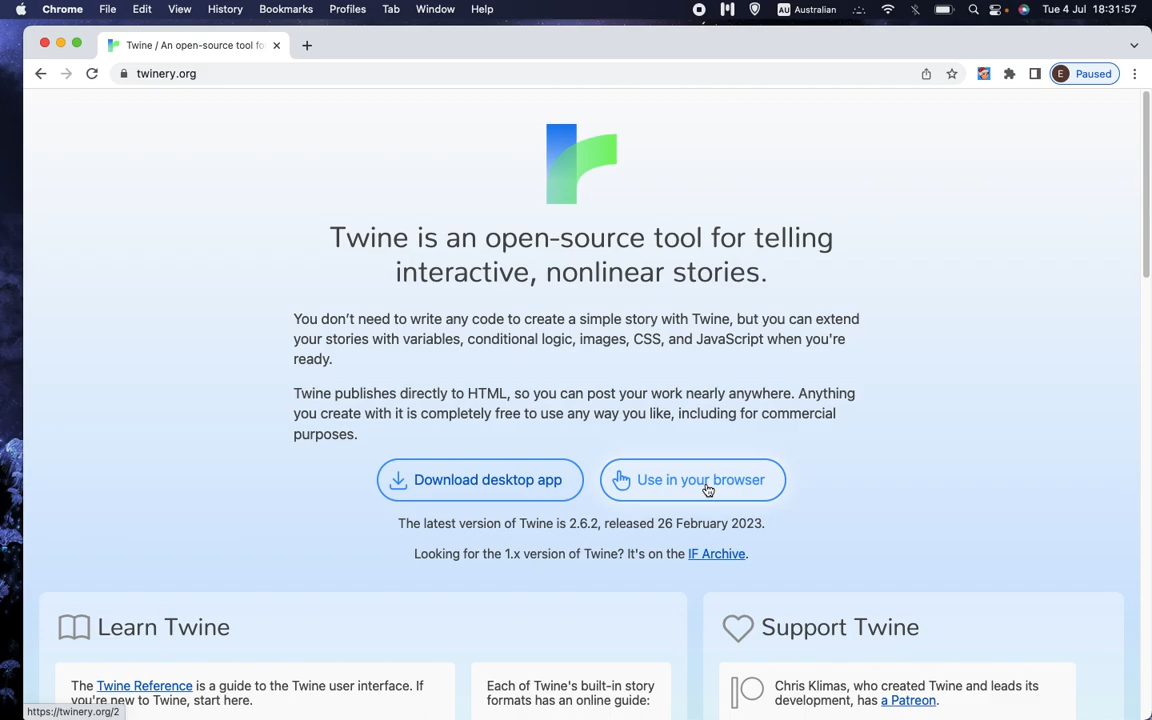 Chrome File Edit View History Bookmarks Profiles Tab Window Help AU Australian Tue 4 Jul 18:31:57
Twine / An open-source tool fo
twinery.org E Paused
Twine is an open-source tool for telling
interactive, nonlinear stories.
You don't need to write any code to create a simple story with Twine, but you can extend
your stories with variables, conditional logic, images, CSS, and JavaScript when you're
ready.
Twine publishes directly to HTML, so you can post your work nearly anywhere. Anything
you create with it is completely free to use any way you like, including for commercial
purposes.
Download desktop app Use in your browser
The latest version of Twine is 2.6.2, released 26 February 2023.
Looking for the 1.x version of Twine? It's on the IF Archive.
Learn Twine
Support Twine
The Twine Reference is a guide to the Twine user interface. If
you're new to Twine, start here.
Each of Twine's built-in story
formats has an online guide:
Chris Klimas, who created Twine and leads its
development, has a Patreon.
https://twinery.org/2